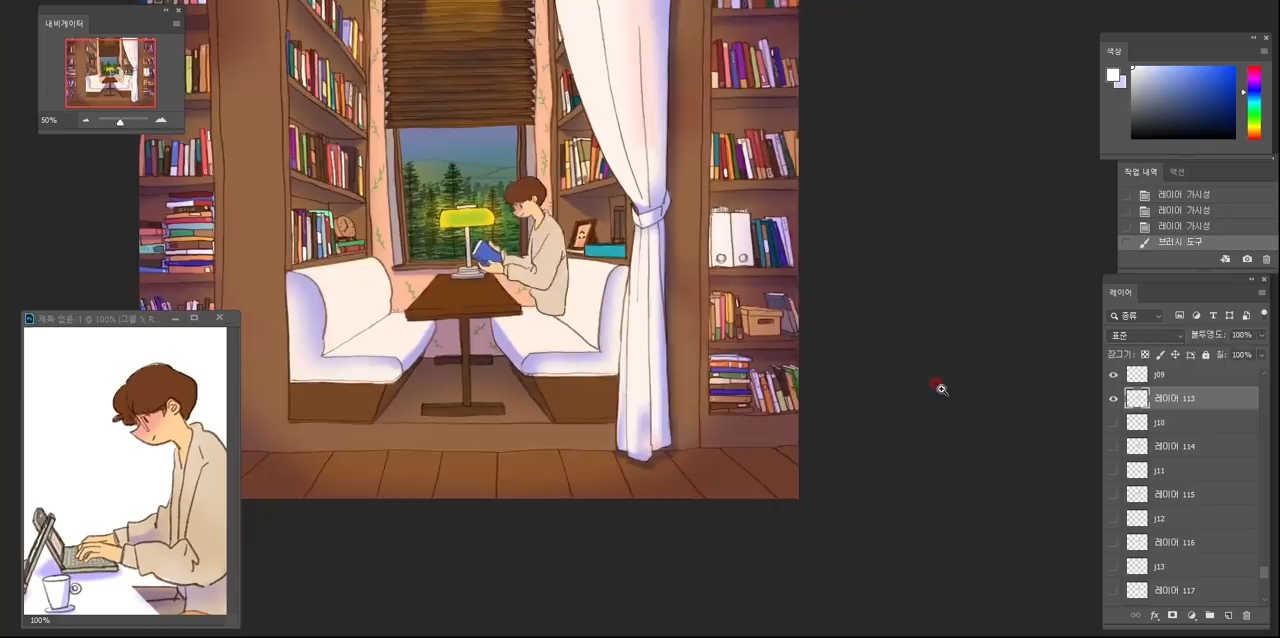 내비게이터
50%
제목 없음-1 @ 100% (그룹 5, R...
100%
색상
작업 내역
액션
레이어 가시성
레이어 가시성
레이어 가시성
브러시 도구
레이어
종류
표준
불투명도: 100%
잠그기:
칠: 100%
j09
레이어 113
j10
레이어 114
j11
레이어 115
j12
레이어 116
j13
레이어 117